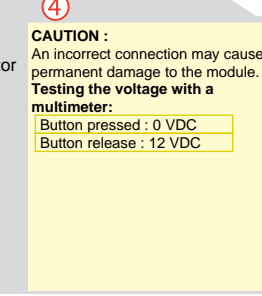 ④
CAUTION :
An incorrect connection may cause
permanent damage to the module.
Testing the voltage with a
multimeter:
Button pressed : 0 VDC
Button release : 12 VDC